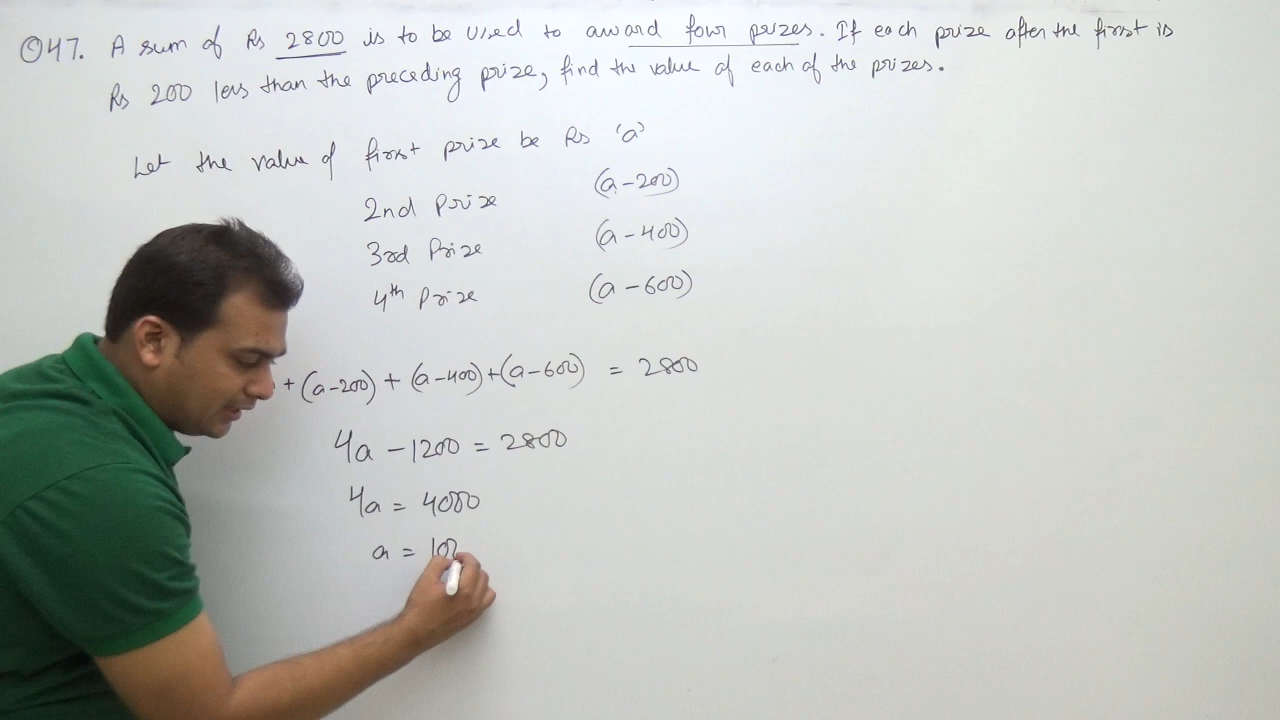 Q47. A sum of Rs 2800 is to be used to award four prizes. If each prize after the first is
Rs 200 less than the preceding prize, find the value of each of the prizes.
Let the value of first prize be Rs 'a'
2nd Prize (a-200)
3rd Prize (a-400)
4th Prize (a-600)
+ (a-200) + (a-400) + (a-600) = 2800
4a - 1200 = 2800
4a = 4000
a = 100